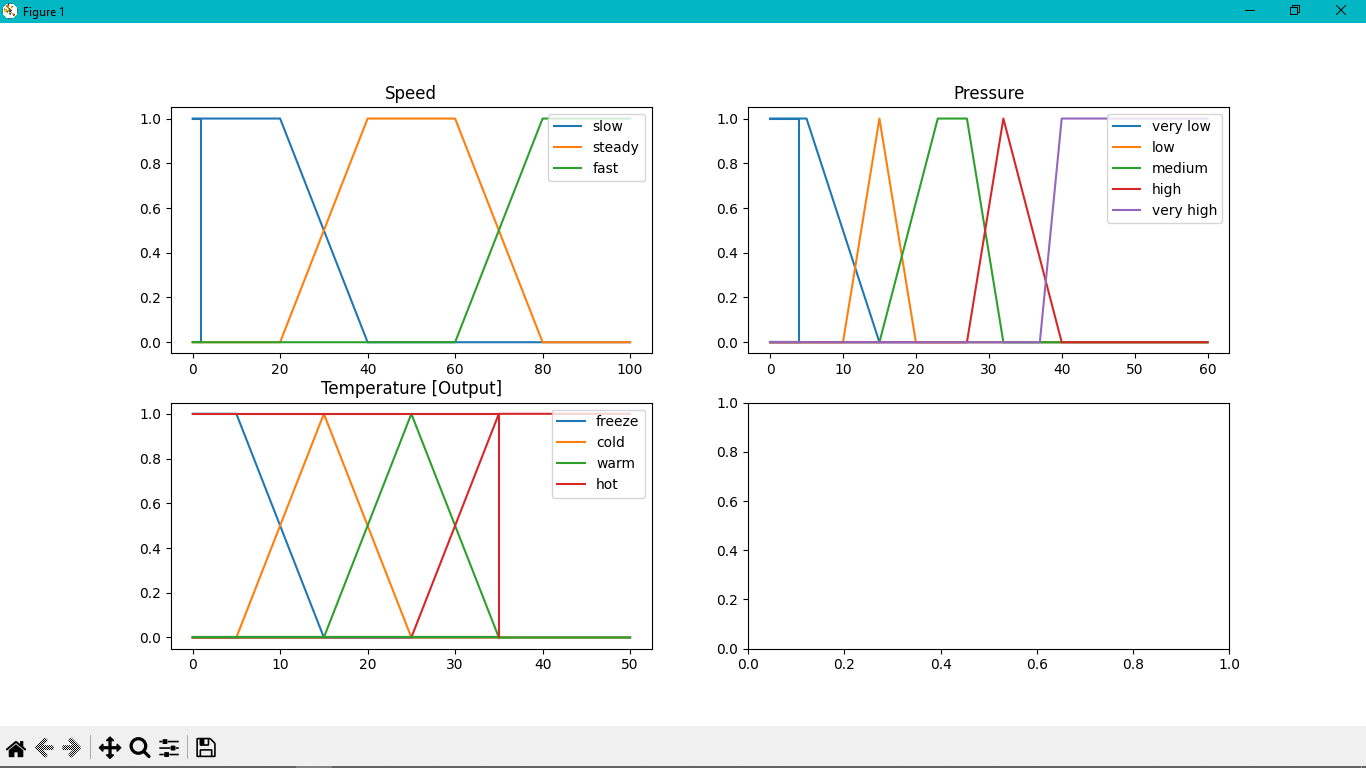 Figure 1
Speed
1.0
0.8
0.6
0.4
0.2
0.0
0 20 40 60 80 100
slow
steady
fast
Pressure
1.0
0.8
0.6
0.4
0.2
0.0
0 10 20 30 40 50 60
very low
low
medium
high
very high
Temperature [Output]
1.0
0.8
0.6
0.4
0.2
0.0
0 10 20 30 40 50
freeze
cold
warm
hot
1.0
0.8
0.6
0.4
0.2
0.0
0.0 0.2 0.4 0.6 0.8 1.0